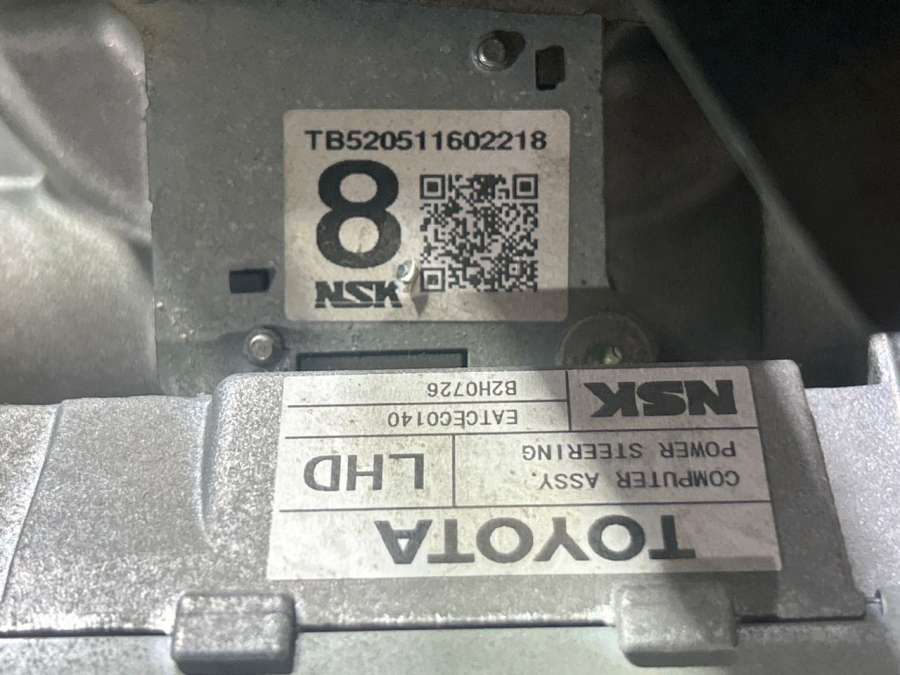 TB520511602218
8
NSK
TOYOTA
COMPUTER ASSY.
POWER STEERING
LHD
EATCEC0140
B2H0726
NSK